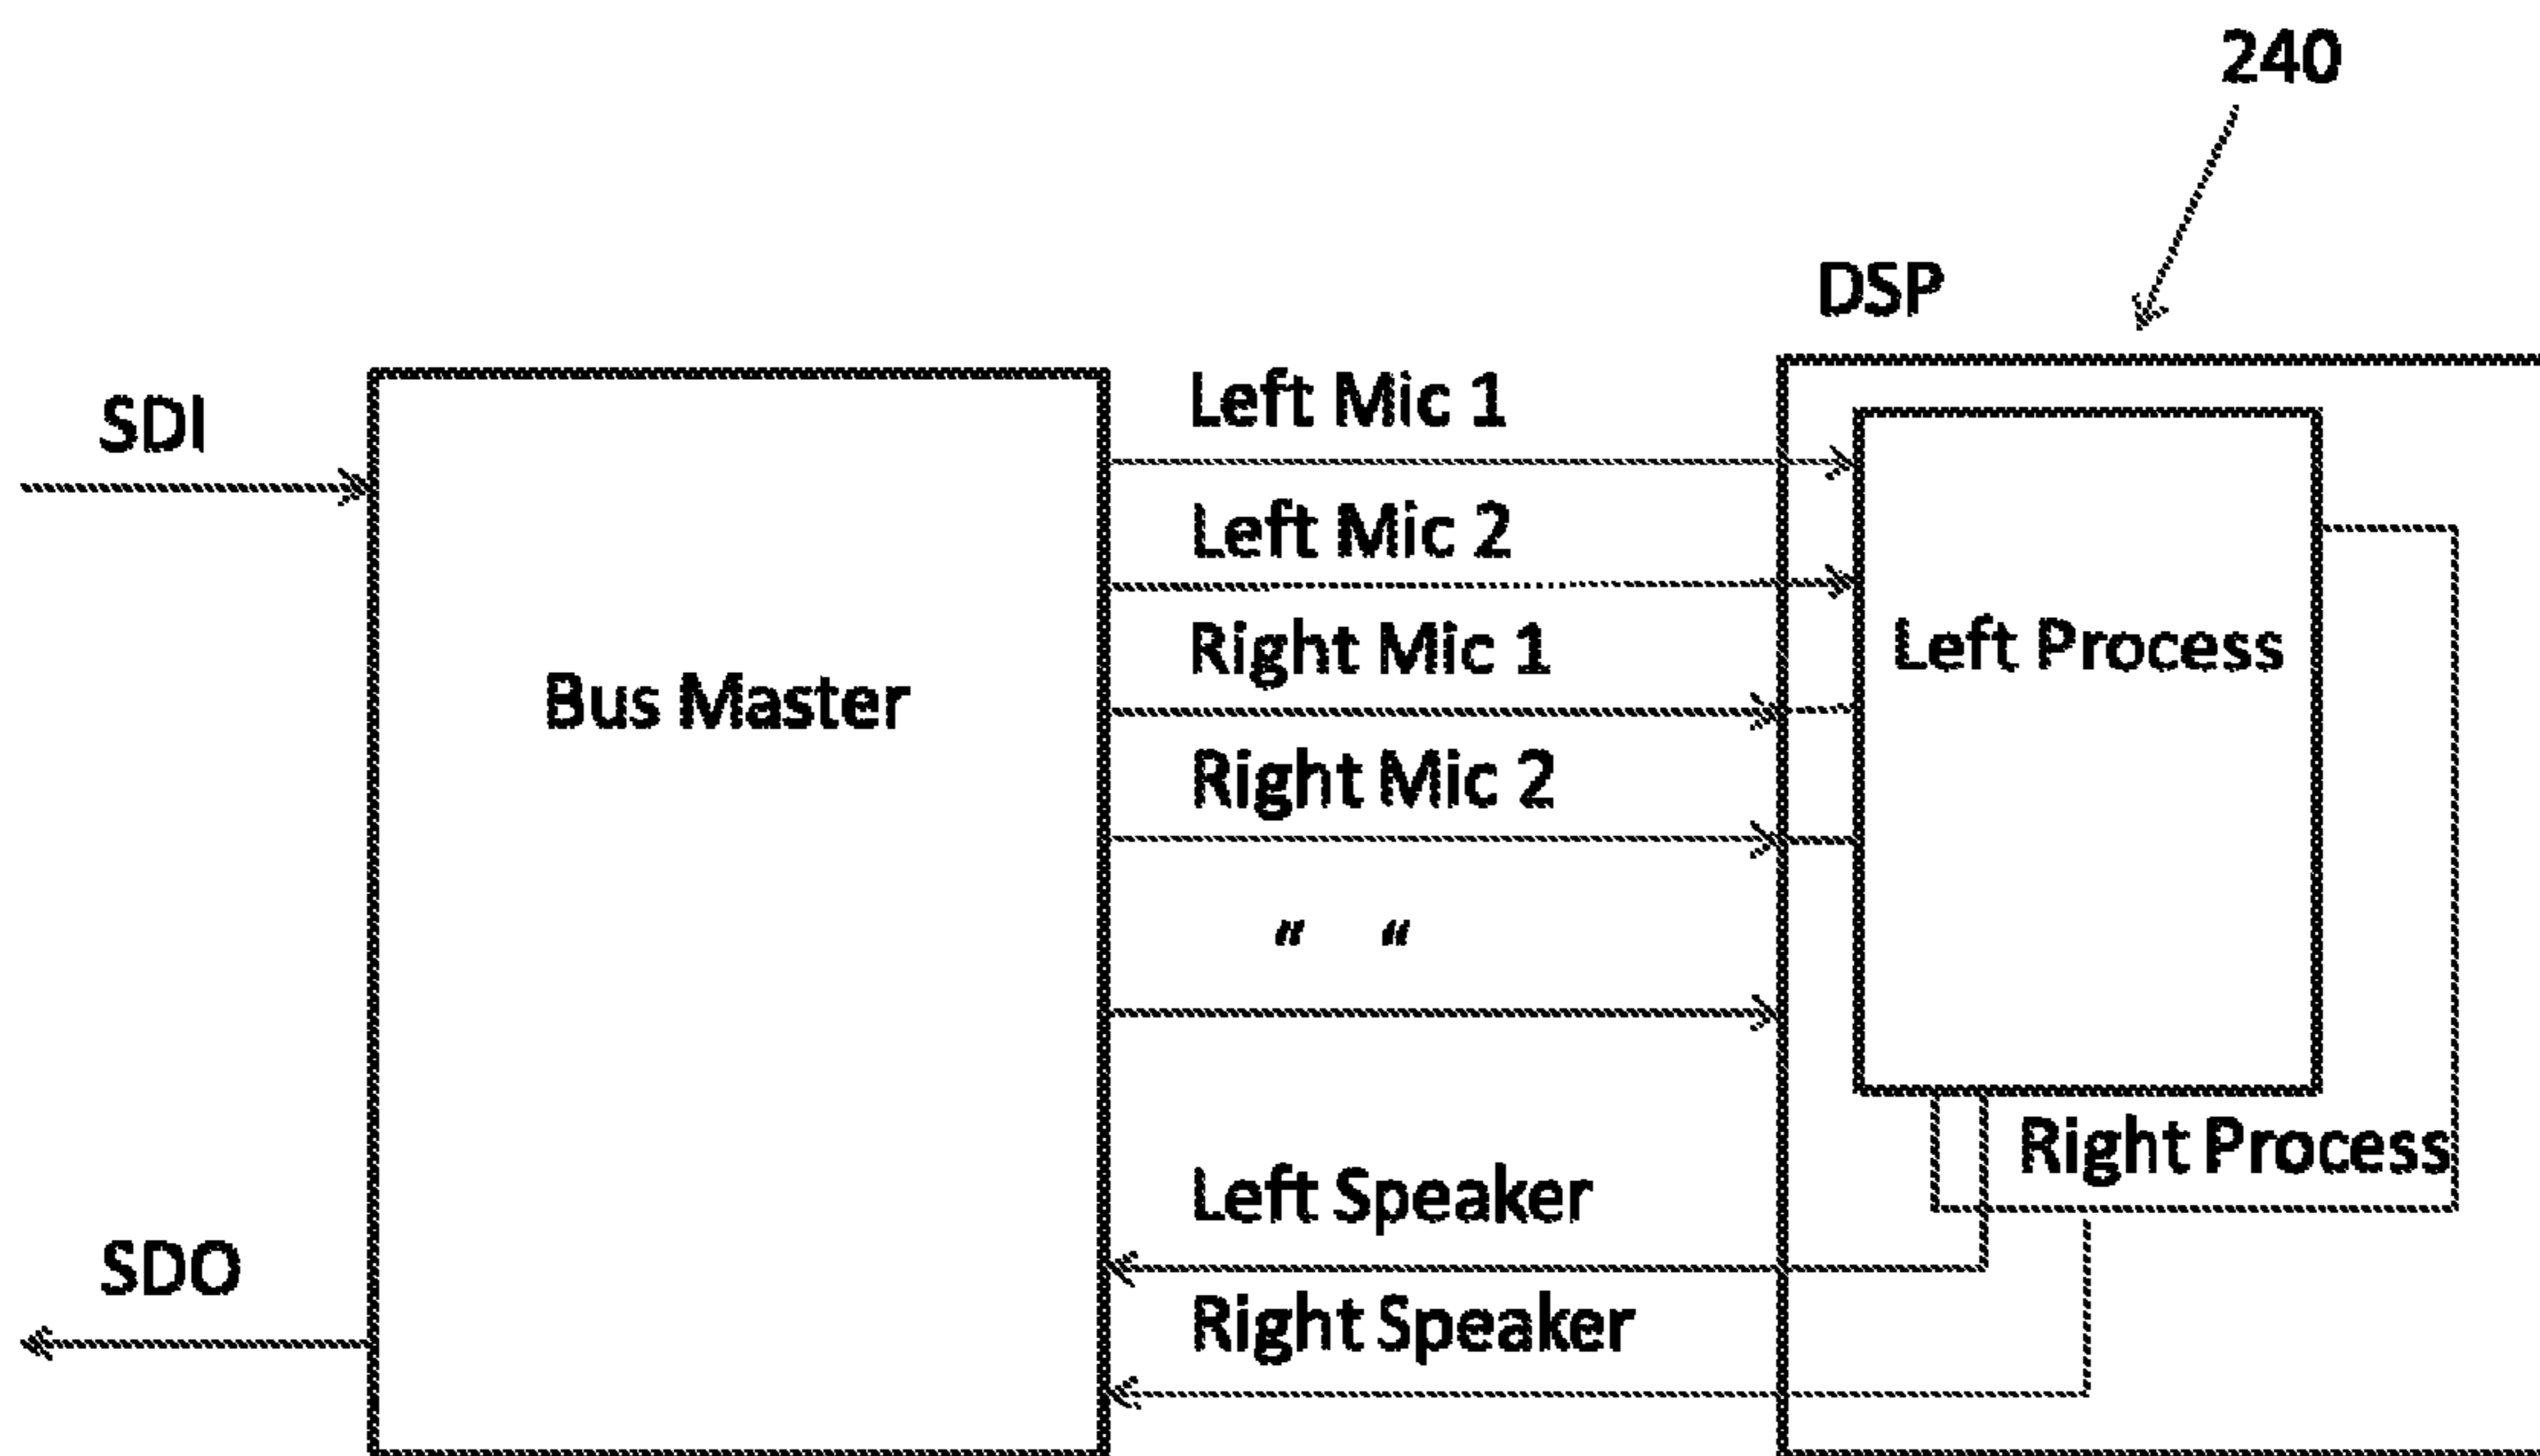 240
DSP
SDI
Left Mic 1
Left Mic 2
Right Mic 1
Left Process
Bus Master
Right Mic 2
“ “
Right Process
Left Speaker
SDO
Right Speaker